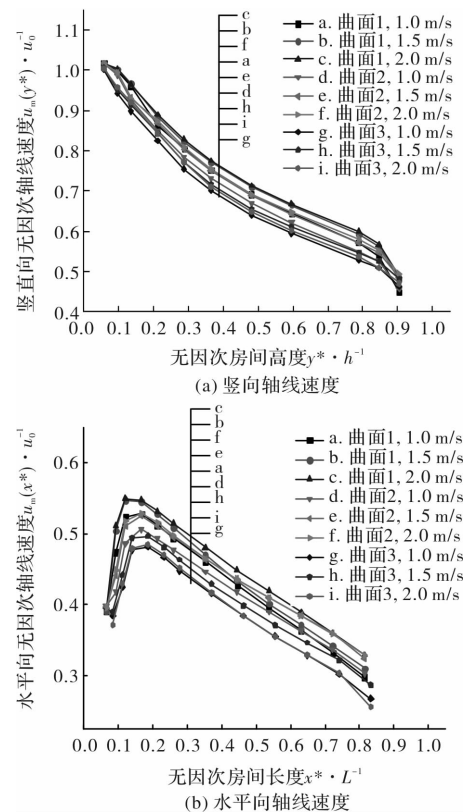 竖直向无因次轴线速度u_m(y*)·u_0^-1
1.1
1.0
0.9
0.8
0.7
0.6
0.5
0.4
c
b
f
a
e
d
h
i
g
a. 曲面1, 1.0 m/s
b. 曲面1, 1.5 m/s
c. 曲面1, 2.0 m/s
d. 曲面2, 1.0 m/s
e. 曲面2, 1.5 m/s
f. 曲面2, 2.0 m/s
g. 曲面3, 1.0 m/s
h. 曲面3, 1.5 m/s
i. 曲面3, 2.0 m/s
0.0 0.1 0.2 0.3 0.4 0.5 0.6 0.7 0.8 0.9 1.0
无因次房间高度y*·h^-1
(a) 竖向轴线速度
水平向无因次轴线速度u_m(x*)·u_0^-1
0.6
0.5
0.4
0.3
c
b
f
e
a
d
h
i
g
a. 曲面1, 1.0 m/s
b. 曲面1, 1.5 m/s
c. 曲面1, 2.0 m/s
d. 曲面2, 1.0 m/s
e. 曲面2, 1.5 m/s
f. 曲面2, 2.0 m/s
g. 曲面3, 1.0 m/s
h. 曲面3, 1.5 m/s
i. 曲面3, 2.0 m/s
0.0 0.1 0.2 0.3 0.4 0.5 0.6 0.7 0.8 0.9 1.0
无因次房间长度x*·L^-1
(b) 水平向轴线速度